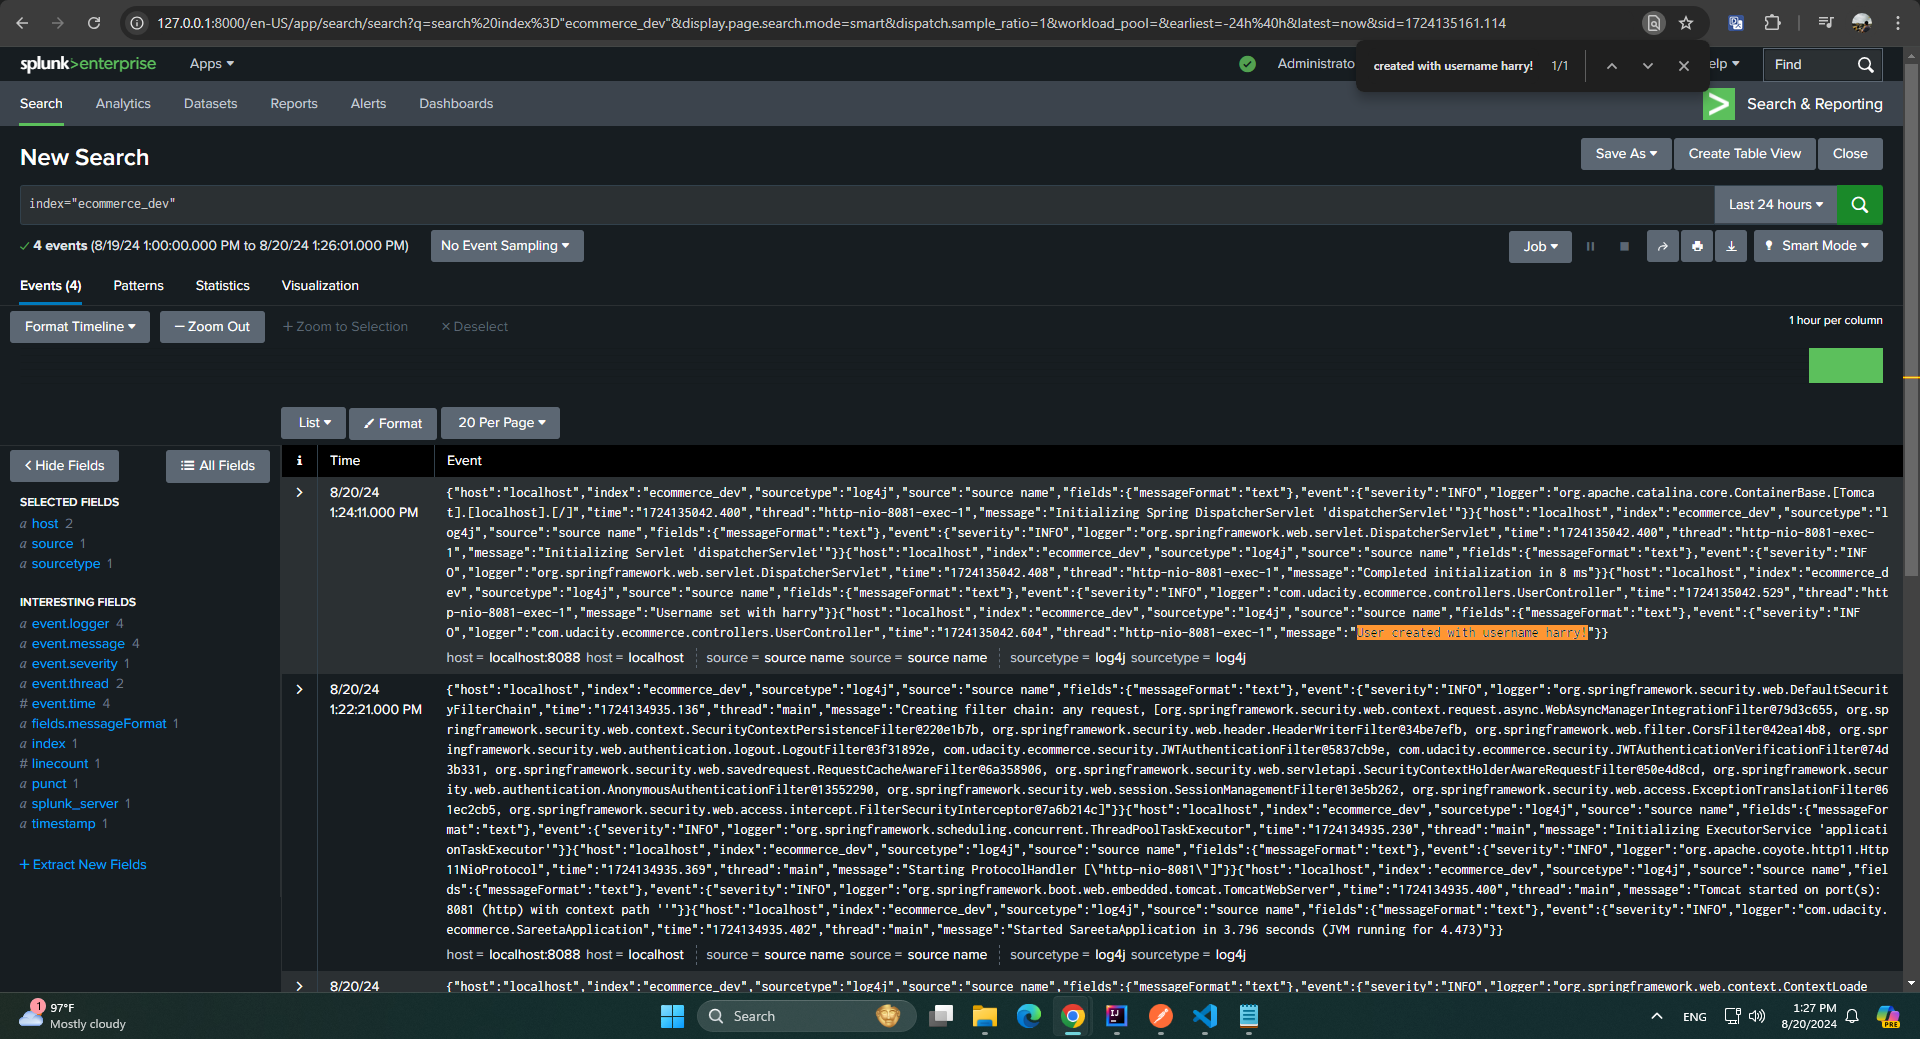 127.0.0.1:8000/en-US/app/search/search?q=search%20index%3D"ecommerce_dev"&display.page.search.mode=smart&dispatch.sample_ratio=1&workload_pool=&earliest=-24h%40h&latest=now&sid=1724135161.114
splunk>enterprise Apps Administrato elp Find
created with username harry! 1/1
Search Analytics Datasets Reports Alerts Dashboards > Search & Reporting
New Search Save As Create Table View Close
index="ecommerce_dev" Last 24 hours
4 events (8/19/24 1:00:00.000 PM to 8/20/24 1:26:01.000 PM) No Event Sampling Job Smart Mode
Events (4) Patterns Statistics Visualization
Format Timeline — Zoom Out + Zoom to Selection × Deselect 1 hour per column
List Format 20 Per Page
< Hide Fields All Fields
SELECTED FIELDS
a host 2
a source 1
a sourcetype 1
INTERESTING FIELDS
a event.logger 4
a event.message 4
a event.severity 1
a event.thread 2
# event.time 4
a fields.messageFormat 1
a index 1
# linecount 1
a punct 1
a splunk_server 1
a timestamp 1
+ Extract New Fields
i Time Event
8/20/24
1:24:11.000 PM
{"host":"localhost","index":"ecommerce_dev","sourcetype":"log4j","source":"source name","fields":{"messageFormat":"text"},"event":{"severity":"INFO","logger":"org.apache.catalina.core.ContainerBase.[Tomc
at].[localhost].[/]","time":"1724135042.400","thread":"http-nio-8081-exec-1","message":"Initializing Spring DispatcherServlet 'dispatcherServlet'"}}{"host":"localhost","index":"ecommerce_dev","sourcetype":"l
og4j","source":"source name","fields":{"messageFormat":"text"},"event":{"severity":"INFO","logger":"org.springframework.web.servlet.DispatcherServlet","time":"1724135042.400","thread":"http-nio-8081-exec-
1","message":"Initializing Servlet 'dispatcherServlet'"}}{"host":"localhost","index":"ecommerce_dev","sourcetype":"log4j","source":"source name","fields":{"messageFormat":"text"},"event":{"severity":"INF
O","logger":"org.springframework.web.servlet.DispatcherServlet","time":"1724135042.408","thread":"http-nio-8081-exec-1","message":"Completed initialization in 8 ms"}}{"host":"localhost","index":"ecommerce_d
ev","sourcetype":"log4j","source":"source name","fields":{"messageFormat":"text"},"event":{"severity":"INFO","logger":"com.udacity.ecommerce.controllers.UserController","time":"1724135042.529","thread":"htt
p-nio-8081-exec-1","message":"Username set with harry"}}{"host":"localhost","index":"ecommerce_dev","sourcetype":"log4j","source":"source name","fields":{"messageFormat":"text"},"event":{"severity":"INF
O","logger":"com.udacity.ecommerce.controllers.UserController","time":"1724135042.604","thread":"http-nio-8081-exec-1","message":"User created with username harry!"}}
host = localhost:8088 host = localhost source = source name source = source name sourcetype = log4j sourcetype = log4j
8/20/24
1:22:21.000 PM
{"host":"localhost","index":"ecommerce_dev","sourcetype":"log4j","source":"source name","fields":{"messageFormat":"text"},"event":{"severity":"INFO","logger":"org.springframework.security.web.DefaultSecurit
yFilterChain","time":"1724134935.136","thread":"main","message":"Creating filter chain: any request, [org.springframework.security.web.context.request.async.WebAsyncManagerIntegrationFilter@79d3c655, org.sp
ringframework.security.web.context.SecurityContextPersistenceFilter@220e1b7b, org.springframework.security.web.header.HeaderWriterFilter@34be7efb, org.springframework.web.filter.CorsFilter@42ea14b8, org.spr
ingframework.security.web.authentication.logout.LogoutFilter@3f31892e, com.udacity.ecommerce.security.JWTAuthenticationFilter@5837cb9e, com.udacity.ecommerce.security.JWTAuthenticationVerificationFilter@74d
3b331, org.springframework.security.web.savedrequest.RequestCacheAwareFilter@6a358906, org.springframework.security.web.servletapi.SecurityContextHolderAwareRequestFilter@50e4d8cd, org.springframework.secur
ity.web.authentication.AnonymousAuthenticationFilter@13552290, org.springframework.security.web.session.SessionManagementFilter@13e5b262, org.springframework.security.web.access.ExceptionTranslationFilter@6
1ec2cb5, org.springframework.security.web.access.intercept.FilterSecurityInterceptor@7a6b214c]"}}{"host":"localhost","index":"ecommerce_dev","sourcetype":"log4j","source":"source name","fields":{"messageFor
mat":"text"},"event":{"severity":"INFO","logger":"org.springframework.scheduling.concurrent.ThreadPoolTaskExecutor","time":"1724134935.230","thread":"main","message":"Initializing ExecutorService 'applicati
onTaskExecutor'"}}{"host":"localhost","index":"ecommerce_dev","sourcetype":"log4j","source":"source name","fields":{"messageFormat":"text"},"event":{"severity":"INFO","logger":"org.apache.coyote.http11.Http
11NioProtocol","time":"1724134935.369","thread":"main","message":"Starting ProtocolHandler [\"http-nio-8081\"]"}}{"host":"localhost","index":"ecommerce_dev","sourcetype":"log4j","source":"source name","fiel
ds":{"messageFormat":"text"},"event":{"severity":"INFO","logger":"org.springframework.boot.web.embedded.tomcat.TomcatWebServer","time":"1724134935.400","thread":"main","message":"Tomcat started on port(s):
8081 (http) with context path ''"}}{"host":"localhost","index":"ecommerce_dev","sourcetype":"log4j","source":"source name","fields":{"messageFormat":"text"},"event":{"severity":"INFO","logger":"com.udacity.
ecommerce.SareetaApplication","time":"1724134935.402","thread":"main","message":"Started SareetaApplication in 3.796 seconds (JVM running for 4.473)"}}
host = localhost:8088 host = localhost source = source name source = source name sourcetype = log4j sourcetype = log4j
8/20/24
{"host":"localhost","index":"ecommerce_dev","sourcetype":"log4j","source":"source name","fields":{"messageFormat":"text"},"event":{"severity":"INFO","logger":"org.springframework.web.context.ContextLoade
1 97°F
Mostly cloudy
Search
ENG
1:27 PM
8/20/2024
PRE